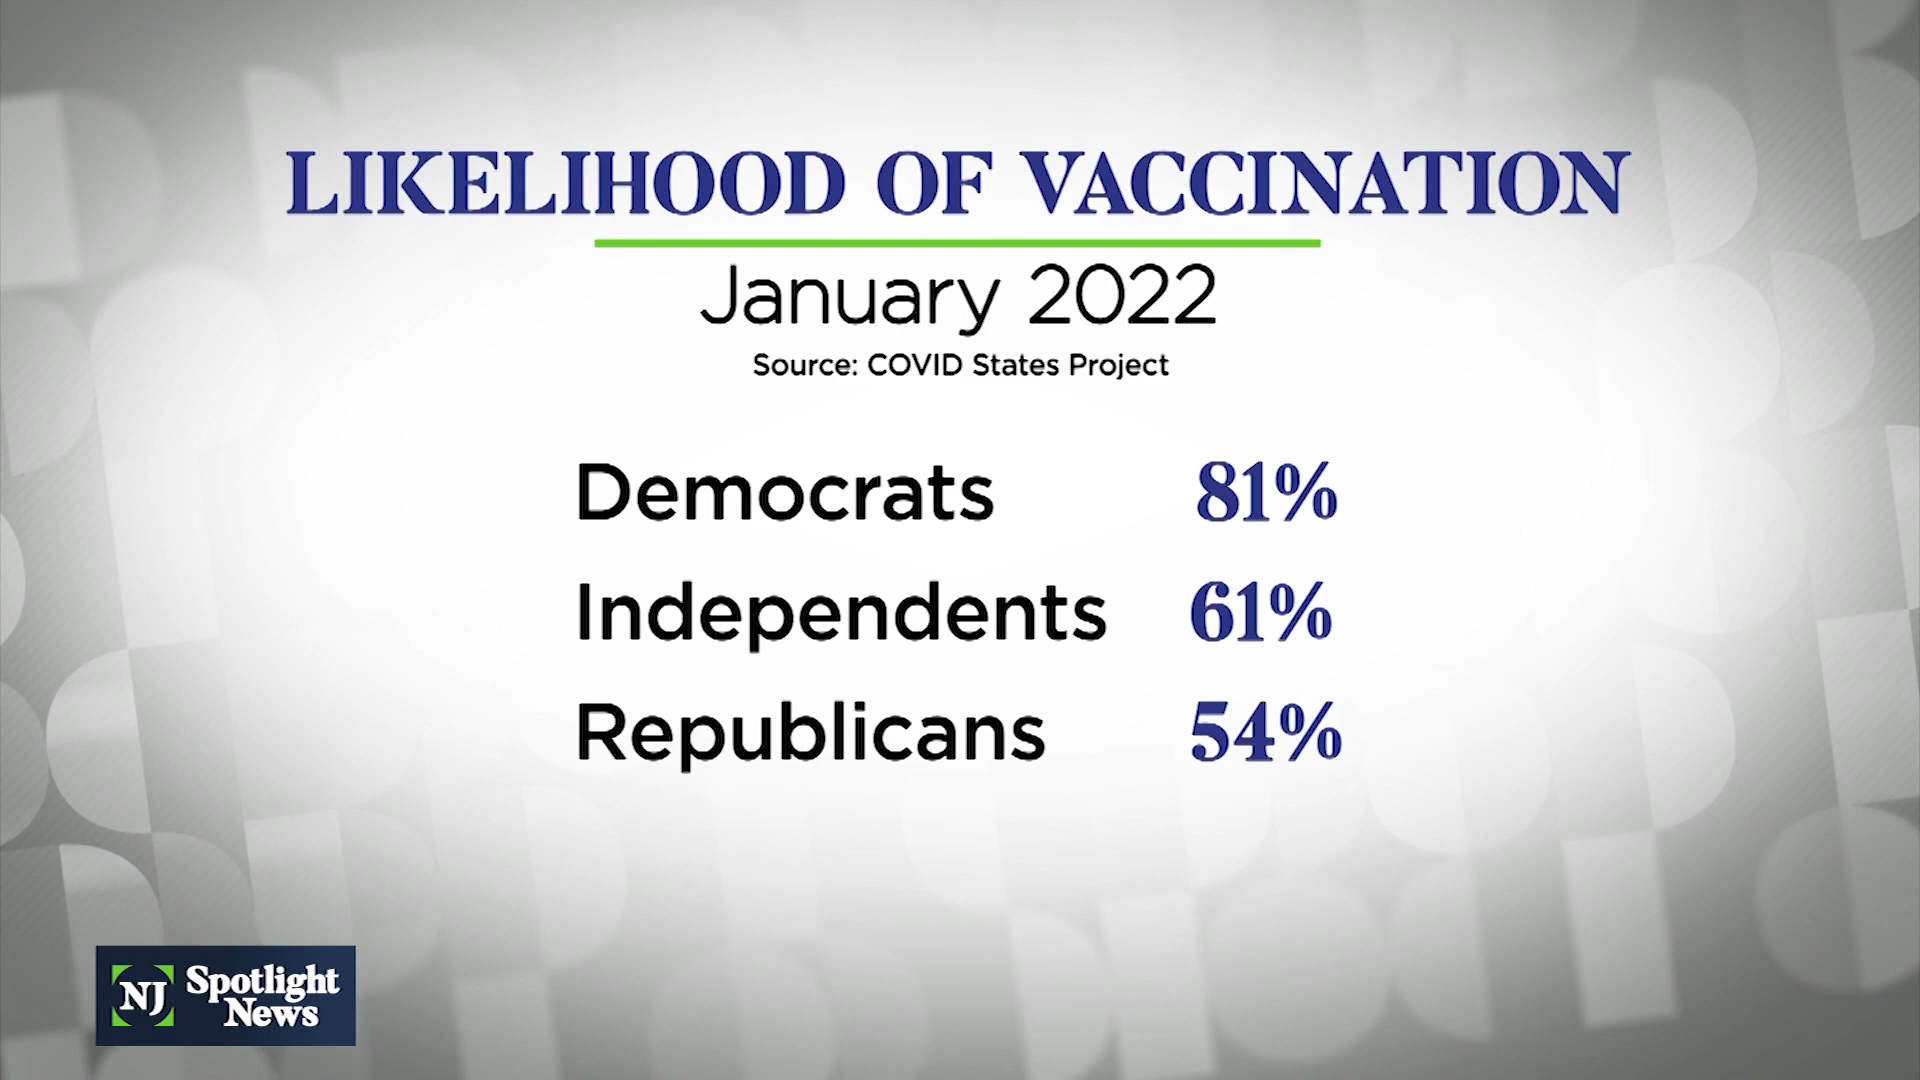 LIKELIHOOD OF VACCINATION
January 2022
Source: COVID States Project
Democrats 81%
Independents 61%
Republicans 54%
NJ Spotlight
News